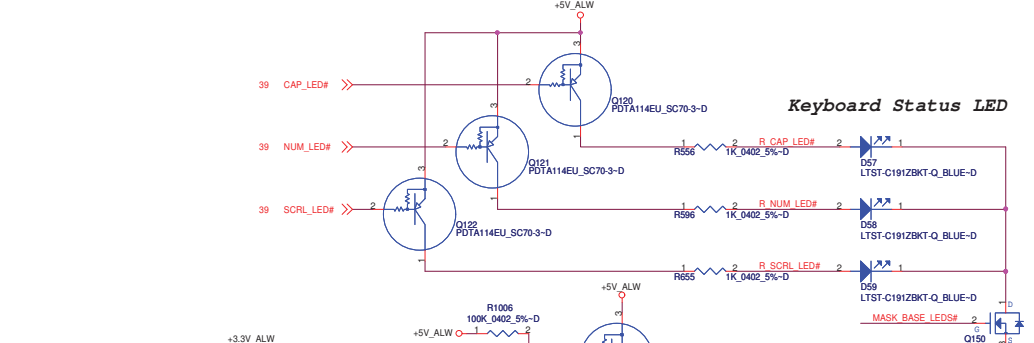 +5V_ALW
3
39 CAP_LED# 2
Q120
PDTA114EU_SC70-3~D
Keyboard Status LED
3
1
39 NUM_LED# 2
1 R_CAP_LED# 2 1
R556 2
1K_0402_5%~D
D57
LTST-C191ZBKT-Q_BLUE~D
Q121
PDTA114EU_SC70-3~D
3
1
39 SCRL_LED# 2
1 R_NUM_LED# 2 1
R596 2
1K_0402_5%~D
D58
LTST-C191ZBKT-Q_BLUE~D
Q122
PDTA114EU_SC70-3~D
1
1 2 R_SCRL_LED# 2 1
R655
1K_0402_5%~D
D59
LTST-C191ZBKT-Q_BLUE~D
+5V_ALW
3
R1006
100K_0402_5%~D
+5V_ALW 1 2
+3.3V_ALW
1 D
MASK_BASE_LEDS# 2
G
Q150
S